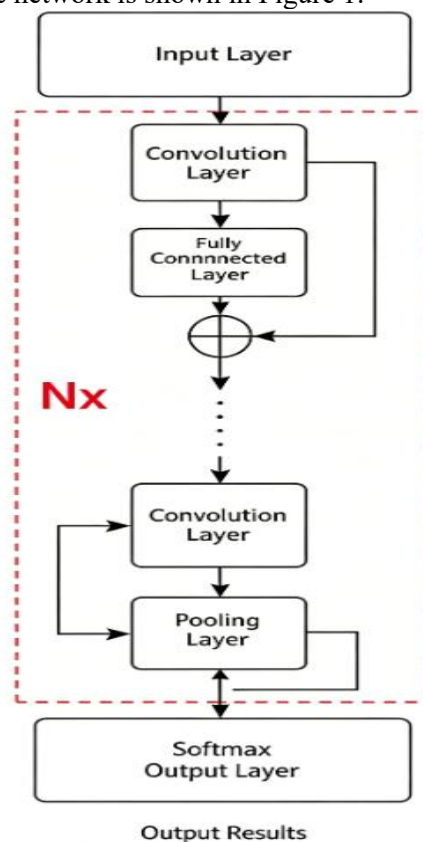 e network is shown in Figure 1.
Input Layer
Convolution
Layer
Fully
Connnnected
Layer
Nx
Convolution
Layer
Pooling
Layer
Softmax
Output Layer
Output Results